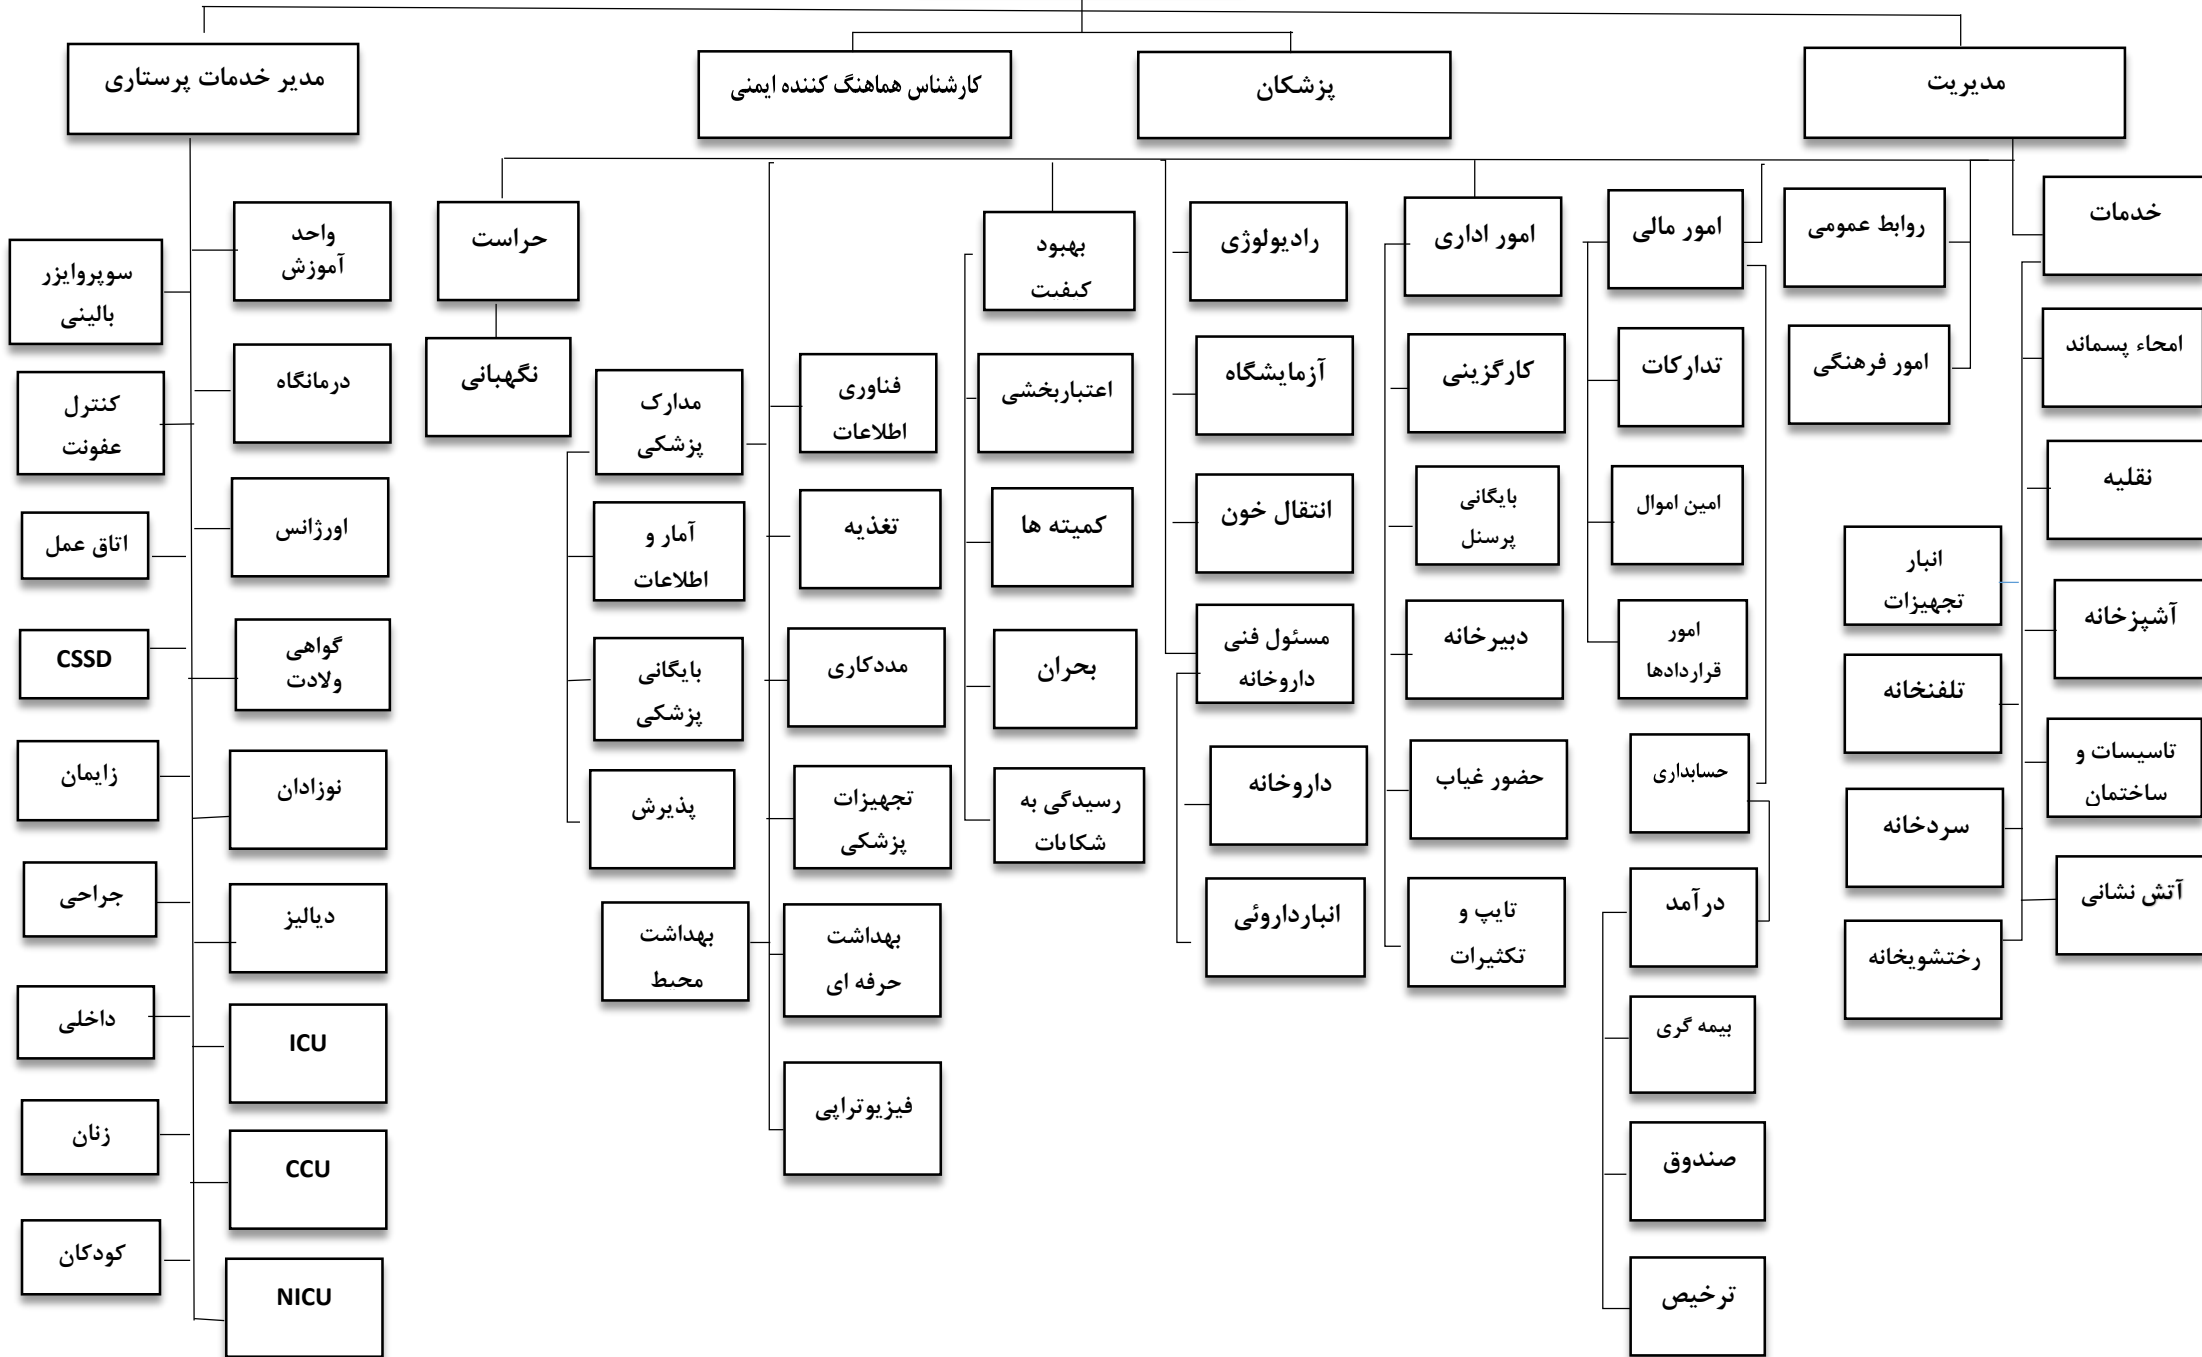 مدیریت
پزشکان
کارشناس هماهنگ کننده ایمنی
مدیر خدمات پرستاری
خدمات
امحاء پسماند
نقلیه
آشپزخانه
تاسیسات و
ساختمان
آتش نشانی
انبار
تجهیزات
تلفنخانه
سردخانه
رختشویخانه
روابط عمومی
امور فرهنگی
امور مالی
تدارکات
امین اموال
امور
قراردادها
حسابداری
درآمد
بیمه گری
صندوق
ترخیص
امور اداری
کارگزینی
بایگانی
پرسنل
دبیرخانه
حضور غیاب
تایپ و
تکثیرات
رادیولوژی
آزمایشگاه
انتقال خون
مسئول فنی
داروخانه
داروخانه
انبارداروئی
بهبود
کیفیت
اعتباربخشی
کمیته ها
بحران
رسیدگی به
شکایات
فناوری
اطلاعات
تغذیه
مددکاری
تجهیزات
پزشکی
بهداشت
حرفه ای
فیزیوتراپی
مدارک
پزشکی
آمار و
اطلاعات
بایگانی
پزشکی
پذیرش
بهداشت
محیط
حراست
نگهبانی
واحد
آموزش
درمانگاه
اورژانس
گواهی
ولادت
نوزادان
دیالیز
ICU
CCU
NICU
سوپروایزر
بالینی
کنترل
عفونت
اتاق عمل
CSSD
زایمان
جراحی
داخلی
زنان
کودکان